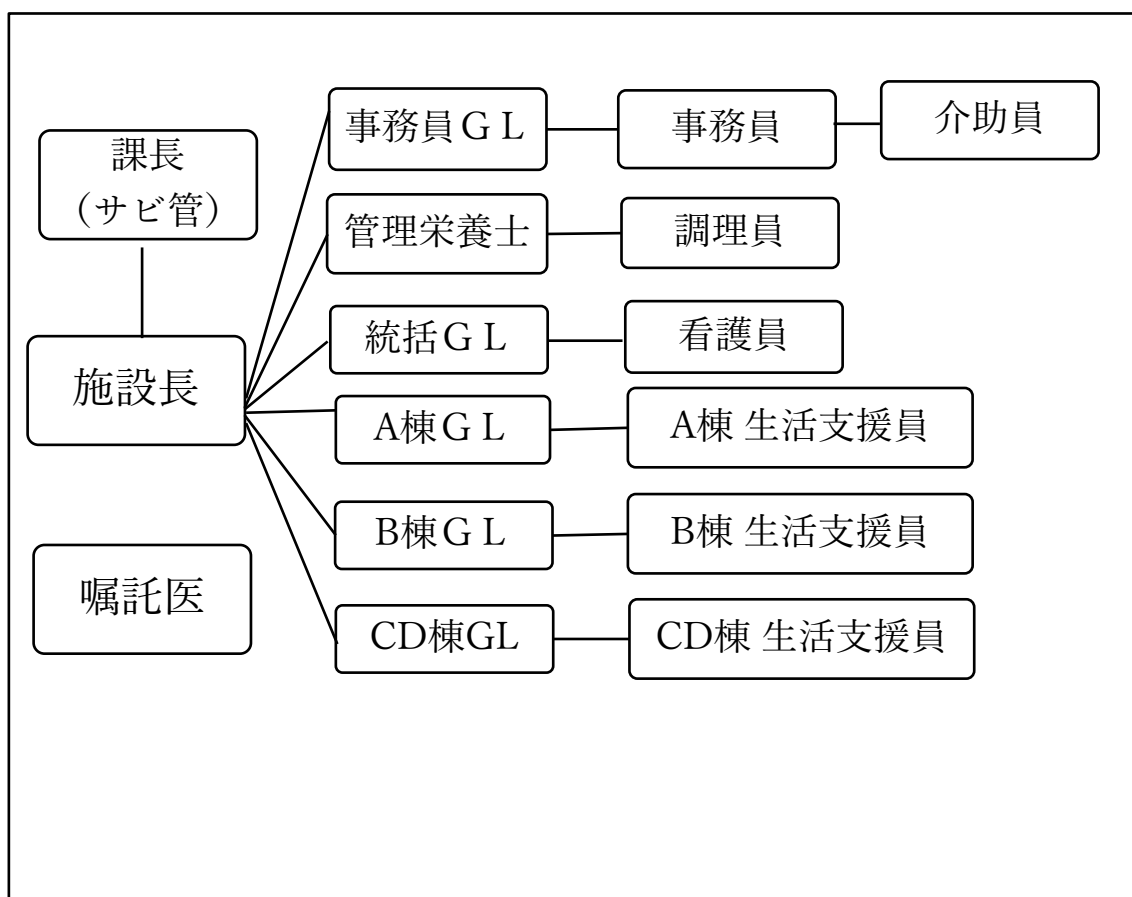 課長
（サビ管）
施設長
嘱託医
事務員ＧＬ
事務員
介助員
管理栄養士
調理員
統括ＧＬ
看護員
A棟ＧＬ
A棟 生活支援員
B棟ＧＬ
B棟 生活支援員
CD棟GL
CD棟 生活支援員